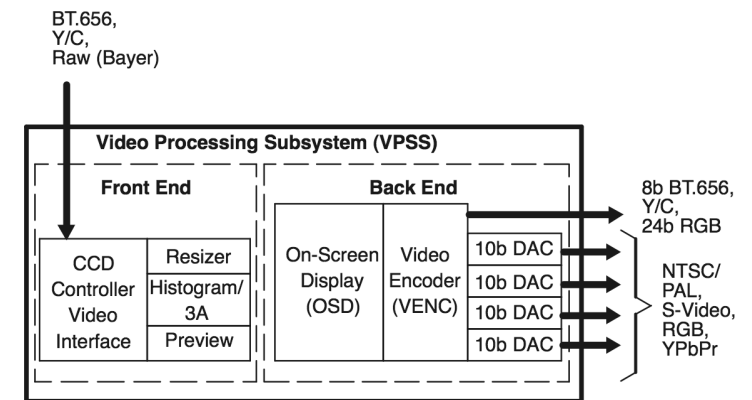 BT.656,
Y/C,
Raw (Bayer)
Video Processing Subsystem (VPSS)
Front End
CCD
Controller
Video
Interface
Resizer
Histogram/
3A
Preview
Back End
On-Screen
Display
(OSD)
Video
Encoder
(VENC)
10b DAC
10b DAC
10b DAC
10b DAC
8b BT.656,
Y/C,
24b RGB
NTSC/
PAL,
S-Video,
RGB,
YPbPr